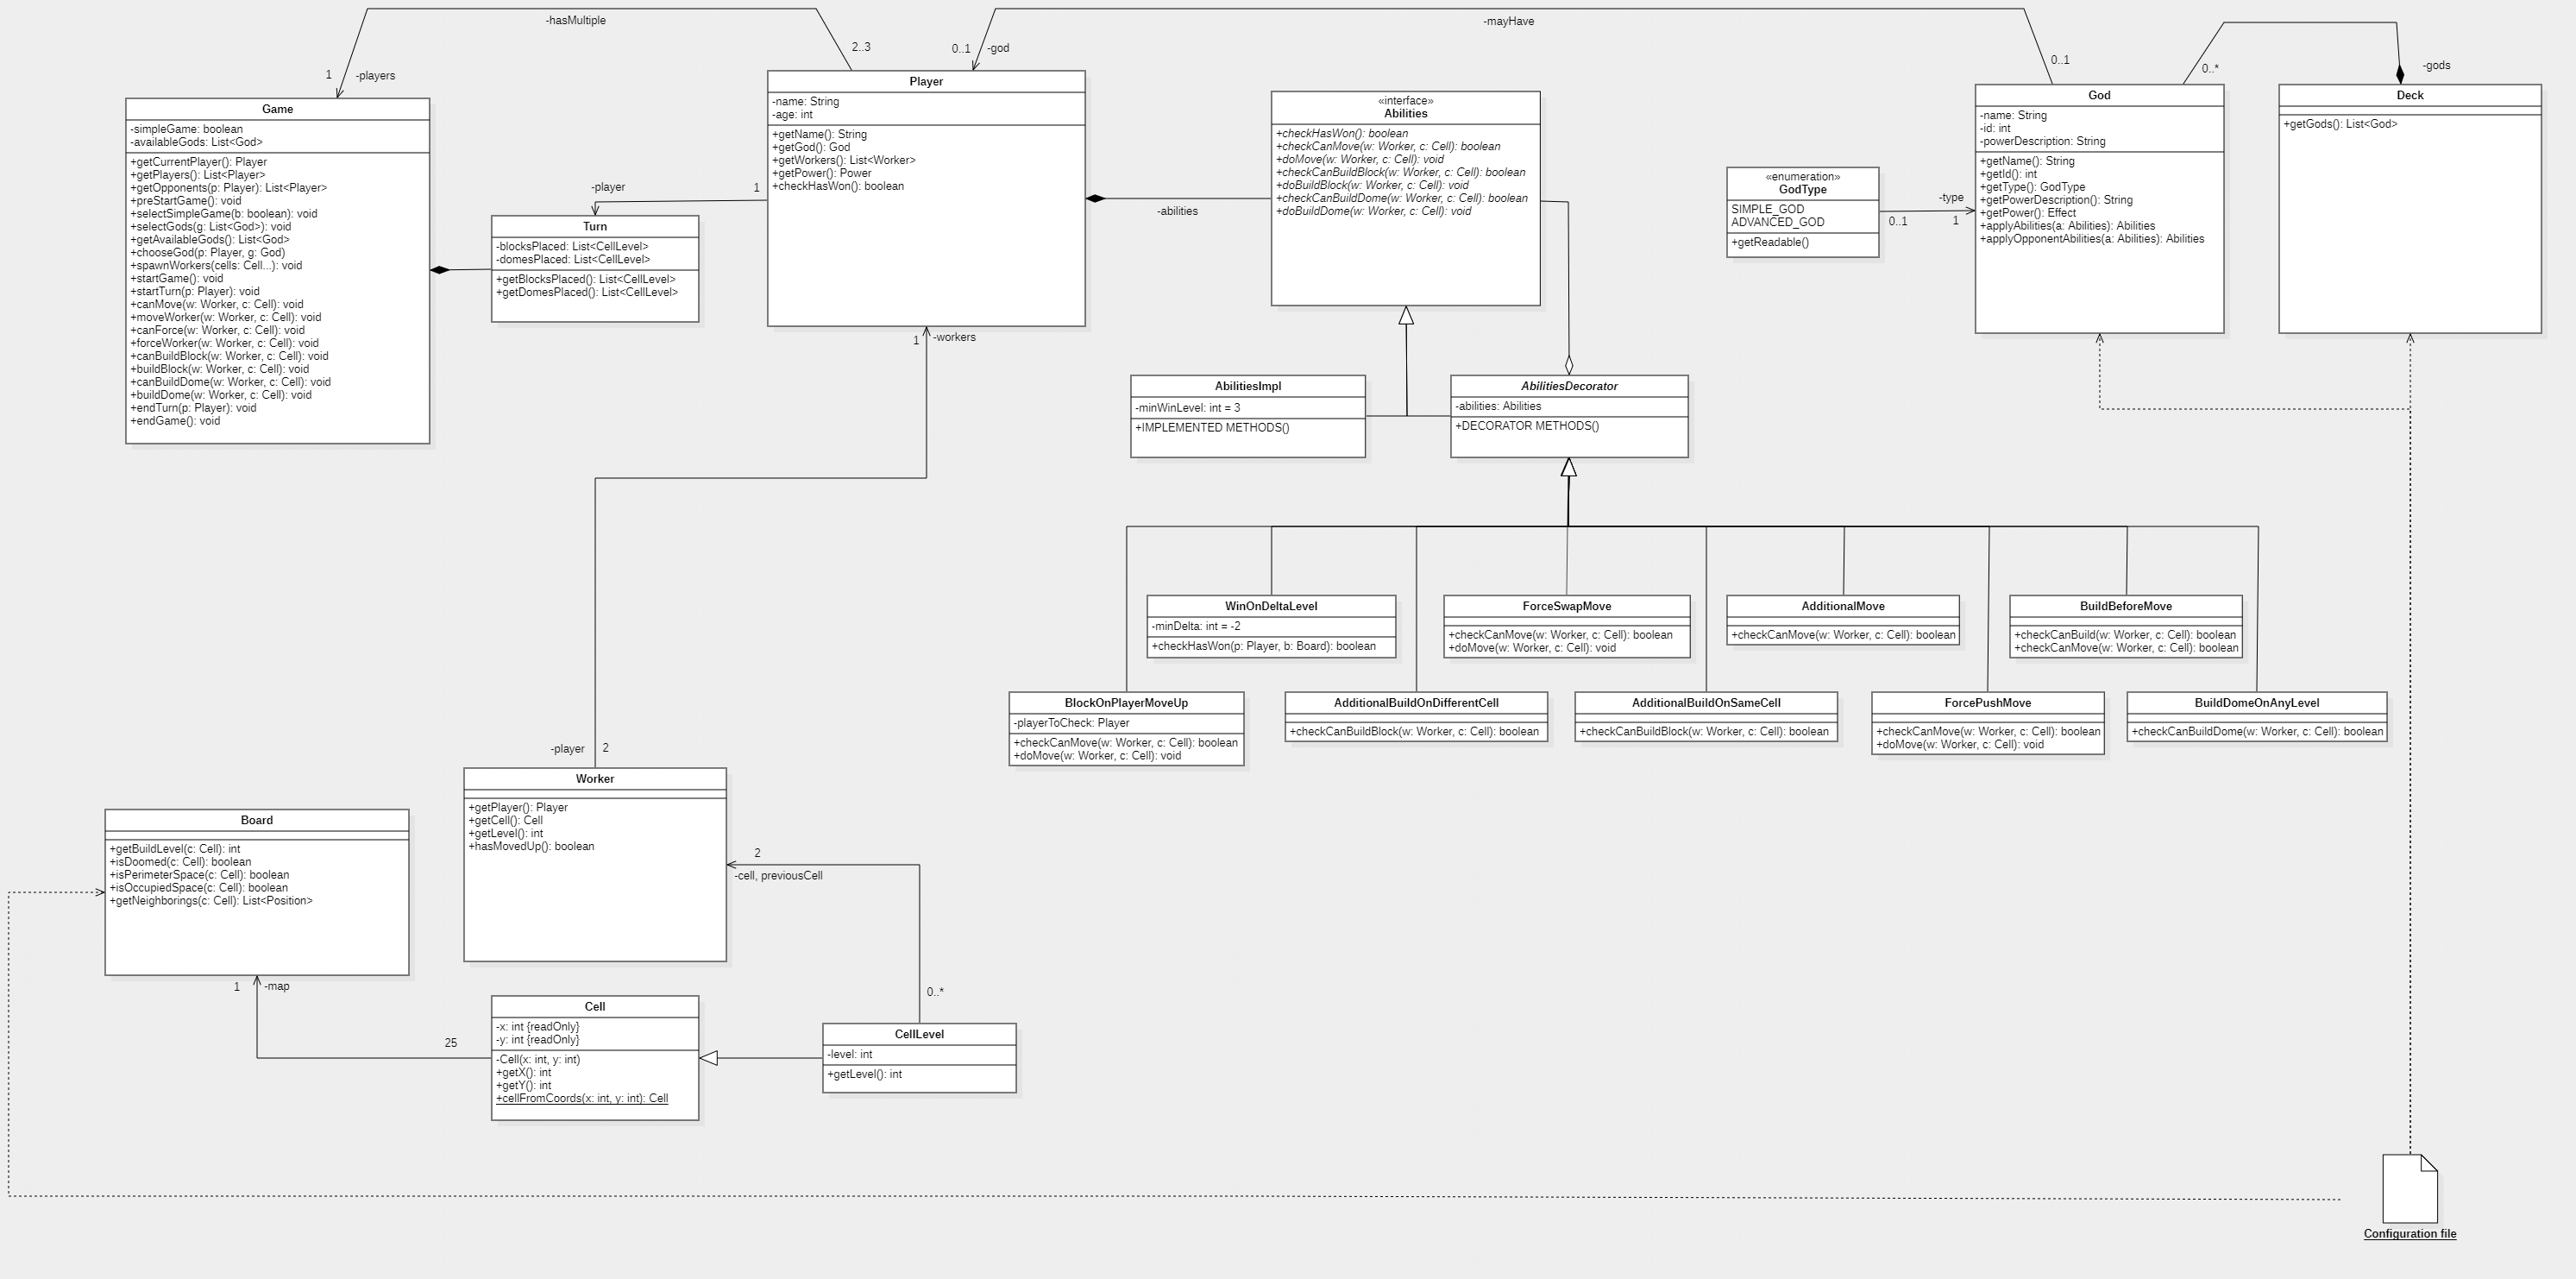 -hasMultiple
-mayHave
2..3
0..1
-god
1
-players
0..1
0..*
-gods
Game
-simpleGame: boolean
-availableGods: List<God>
+getCurrentPlayer(): Player
+getPlayers(): List<Player>
+getOpponents(p: Player): List<Player>
+preStartGame(): void
+selectSimpleGame(b: boolean): void
+selectGods(g: List<God>): void
+getAvailableGods(): List<God>
+chooseGod(p: Player, g: God)
+spawnWorkers(cells: Cell...): void
+startGame(): void
+startTurn(p: Player): void
+canMove(w: Worker, c: Cell): void
+moveWorker(w: Worker, c: Cell): void
+canForce(w: Worker, c: Cell): void
+forceWorker(w: Worker, c: Cell): void
+canBuildBlock(w: Worker, c: Cell): void
+buildBlock(w: Worker, c: Cell): void
+canBuildDome(w: Worker, c: Cell): void
+buildDome(w: Worker, c: Cell): void
+endTurn(p: Player): void
+endGame(): void
-player
1
Turn
-blocksPlaced: List<CellLevel>
-domesPlaced: List<CellLevel>
+getBlocksPlaced(): List<CellLevel>
+getDomesPlaced(): List<CellLevel>
Player
-name: String
-age: int
+getName(): String
+getGod(): God
+getWorkers(): List<Worker>
+getPower(): Power
+checkHasWon(): boolean
1
-workers
-abilities
«interface»
Abilities
+checkHasWon(): boolean
+checkCanMove(w: Worker, c: Cell): boolean
+doMove(w: Worker, c: Cell): void
+checkCanBuildBlock(w: Worker, c: Cell): boolean
+doBuildBlock(w: Worker, c: Cell): void
+checkCanBuildDome(w: Worker, c: Cell): boolean
+doBuildDome(w: Worker, c: Cell): void
«enumeration»
GodType
SIMPLE_GOD
ADVANCED_GOD
+getReadable()
-type
0..1
1
God
-name: String
-id: int
-powerDescription: String
+getName(): String
+getId(): int
+getType(): GodType
+getPowerDescription(): String
+getPower(): Effect
+applyAbilities(a: Abilities): Abilities
+applyOpponentAbilities(a: Abilities): Abilities
Deck
+getGods(): List<God>
AbilitiesImpl
-minWinLevel: int = 3
+IMPLEMENTED METHODS()
AbilitiesDecorator
-abilities: Abilities
+DECORATOR METHODS()
WinOnDeltaLevel
-minDelta: int = -2
+checkHasWon(p: Player, b: Board): boolean
ForceSwapMove
+checkCanMove(w: Worker, c: Cell): boolean
+doMove(w: Worker, c: Cell): void
AdditionalMove
+checkCanMove(w: Worker, c: Cell): boolean
BuildBeforeMove
+checkCanBuild(w: Worker, c: Cell): boolean
+checkCanMove(w: Worker, c: Cell): boolean
BlockOnPlayerMoveUp
-playerToCheck: Player
+checkCanMove(w: Worker, c: Cell): boolean
+doMove(w: Worker, c: Cell): void
AdditionalBuildOnDifferentCell
+checkCanBuildBlock(w: Worker, c: Cell): boolean
AdditionalBuildOnSameCell
+checkCanBuildBlock(w: Worker, c: Cell): boolean
ForcePushMove
+checkCanMove(w: Worker, c: Cell): boolean
+doMove(w: Worker, c: Cell): void
BuildDomeOnAnyLevel
+checkCanBuildDome(w: Worker, c: Cell): boolean
-player
2
Worker
+getPlayer(): Player
+getCell(): Cell
+getLevel(): int
+hasMovedUp(): boolean
2
-cell, previousCell
0..*
Board
+getBuildLevel(c: Cell): int
+isDoomed(c: Cell): boolean
+isPerimeterSpace(c: Cell): boolean
+isOccupiedSpace(c: Cell): boolean
+getNeighborings(c: Cell): List<Position>
1
-map
25
Cell
-x: int {readOnly}
-y: int {readOnly}
-Cell(x: int, y: int)
+getX(): int
+getY(): int
+cellFromCoords(x: int, y: int): Cell
CellLevel
-level: int
+getLevel(): int
Configuration file